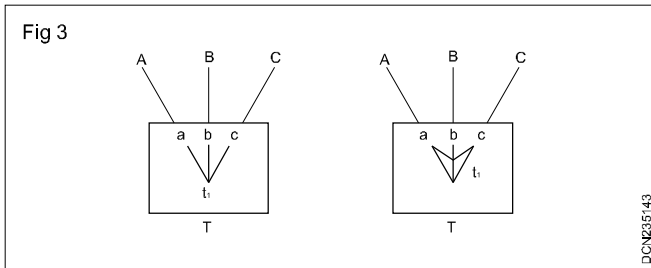 Fig 3
A B C
a b c
t₁
T
A B C
a b c
t₁
T
DCN235143